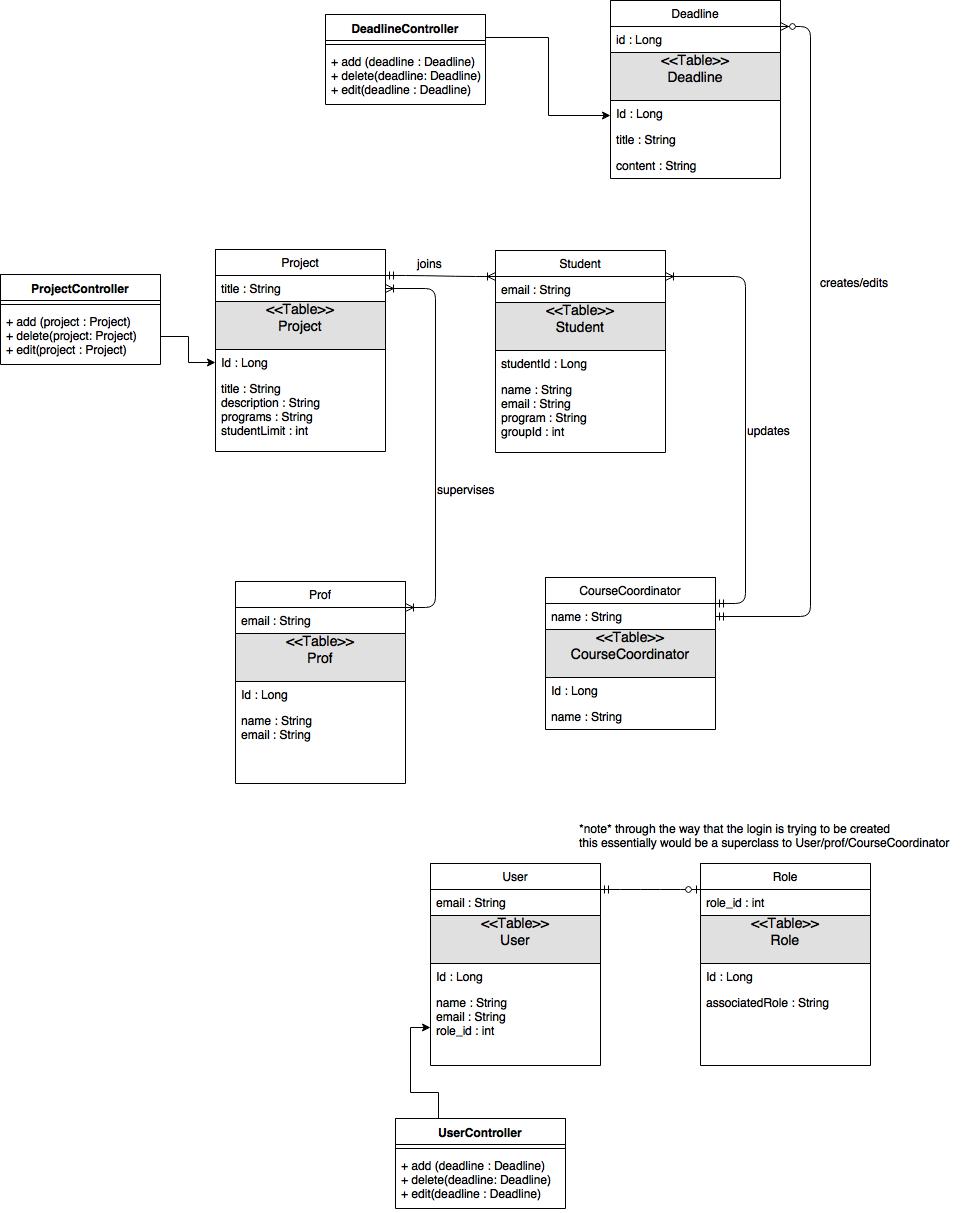 DeadlineController
+ add (deadline : Deadline)
+ delete(deadline: Deadline)
+ edit(deadline : Deadline)
Deadline
id : Long
<<Table>>
Deadline
Id : Long
title : String
content : String
creates/edits
ProjectController
+ add (project : Project)
+ delete(project: Project)
+ edit(project : Project)
Project
title : String
<<Table>>
Project
Id : Long
title : String
description : String
programs : String
studentLimit : int
joins
Student
email : String
<<Table>>
Student
studentId : Long
name : String
email : String
program : String
groupId : int
updates
supervises
Prof
email : String
<<Table>>
Prof
Id : Long
name : String
email : String
CourseCoordinator
name : String
<<Table>>
CourseCoordinator
Id : Long
name : String
*note* through the way that the login is trying to be created
this essentially would be a superclass to User/prof/CourseCoordinator
User
email : String
<<Table>>
User
Id : Long
name : String
email : String
role_id : int
Role
role_id : int
<<Table>>
Role
Id : Long
associatedRole : String
UserController
+ add (deadline : Deadline)
+ delete(deadline: Deadline)
+ edit(deadline : Deadline)